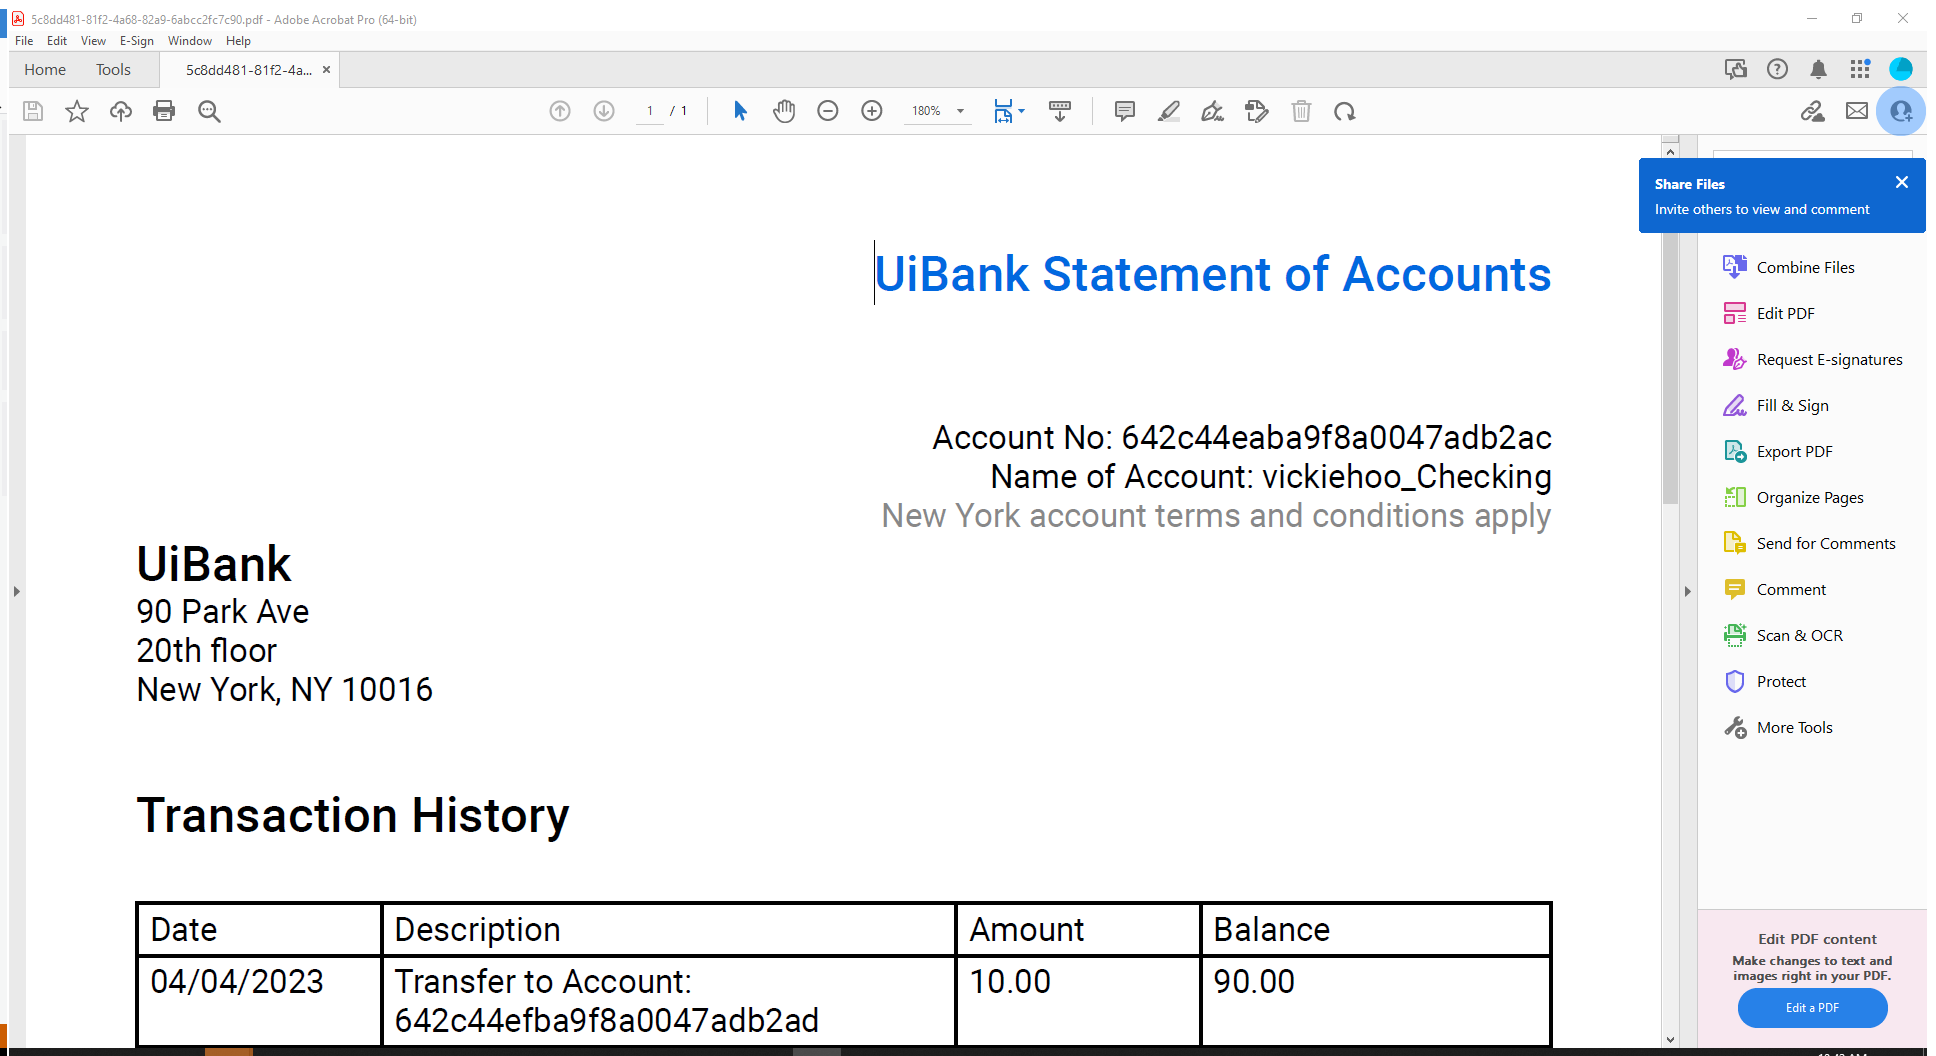 5c8dd481-81f2-4a68-82a9-6abcc2fc7c90.pdf - Adobe Acrobat Pro (64-bit)
File Edit View E-Sign Window Help
Home Tools 5c8dd481-81f2-4a...
1 / 1 180%
Share Files
Invite others to view and comment
UiBank Statement of Accounts
Account No: 642c44eaba9f8a0047adb2ac
Name of Account: vickiehoo_Checking
New York account terms and conditions apply
UiBank
90 Park Ave
20th floor
New York, NY 10016
Transaction History
Date Description Amount Balance
04/04/2023 Transfer to Account: 10.00 90.00
642c44efba9f8a0047adb2ad
Combine Files
Edit PDF
Request E-signatures
Fill & Sign
Export PDF
Organize Pages
Send for Comments
Comment
Scan & OCR
Protect
More Tools
Edit PDF content
Make changes to text and
images right in your PDF.
Edit a PDF